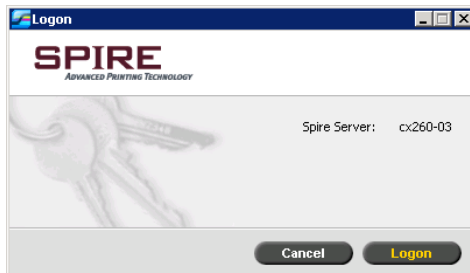 Logon
SPIRE
ADVANCED PRINTING TECHNOLOGY
Spire Server: cx260-03
Cancel Logon